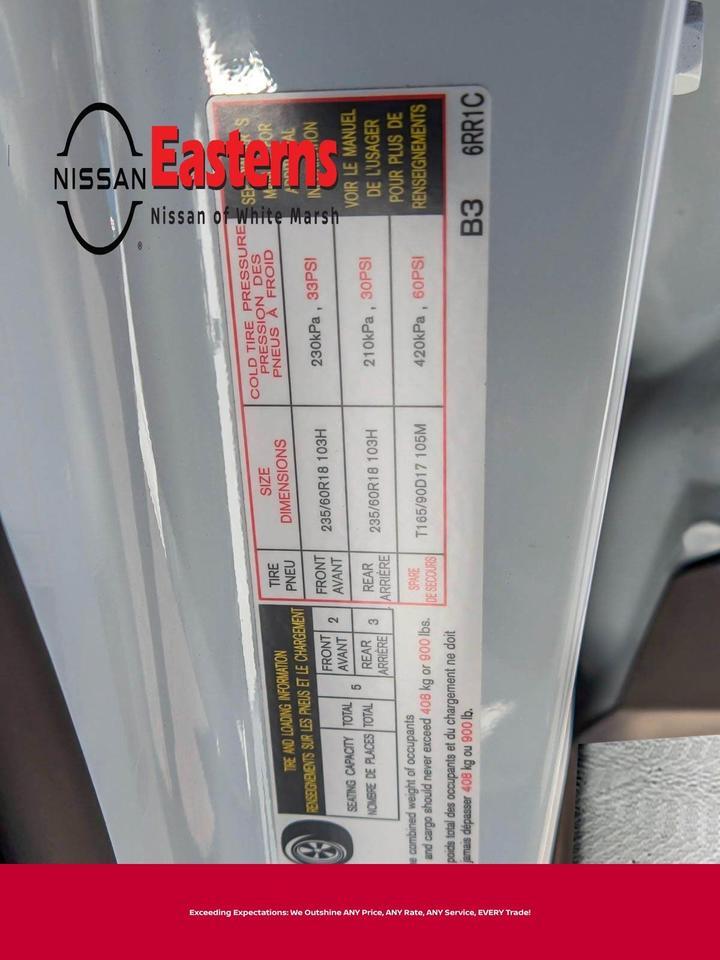 NISSAN
Easterns
Nissan of White Marsh
®
TIRE AND LOADING INFORMATION
RENSEIGNEMENTS SUR LES PNEUS ET LE CHARGEMENT
SEATING CAPACITY
NOMBRE DE PLACES
TOTAL
TOTAL
5
FRONT
AVANT
2
REAR
ARRIÈRE
3
e combined weight of occupants
and cargo should never exceed 408 kg or 900 lbs.
poids total des occupants et du chargement ne doit
jamais dépasser 408 kg ou 900 lb.
TIRE
PNEU
SIZE
DIMENSIONS
COLD TIRE PRESSURE
PRESSION DES
PNEUS À FROID
FRONT
AVANT
235/60R18 103H
230kPa , 33PSI
REAR
ARRIÈRE
235/60R18 103H
210kPa , 30PSI
SPARE
DE SECOURS
T165/90D17 105M
420kPa , 60PSI
VOIR LE MANUEL
DE L'USAGER
POUR PLUS DE
RENSEIGNEMENTS
B3 6RR1C
Exceeding Expectations: We Outshine ANY Price, ANY Rate, ANY Service, EVERY Trade!